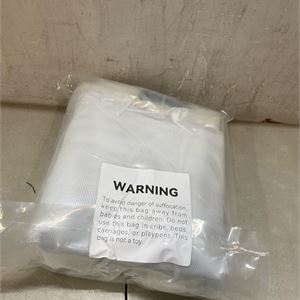 WARNING
To avoid danger of suffocation,
keep this bag away from
babies and children. Do not
use this bag in cribs, beds,
carriages, or playpens. This
bag is not a toy.